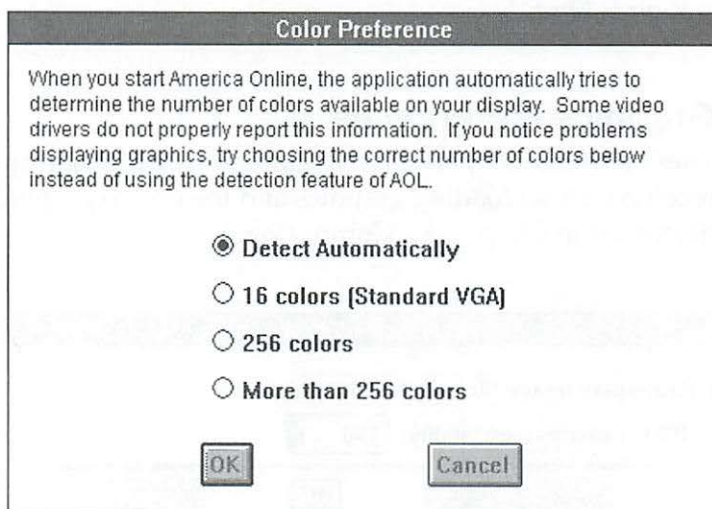 Color Preference
When you start America Online, the application automatically tries to
determine the number of colors available on your display. Some video
drivers do not properly report this information. If you notice problems
displaying graphics, try choosing the correct number of colors below
instead of using the detection feature of AOL.
Detect Automatically
16 colors (Standard VGA)
256 colors
More than 256 colors
OK
Cancel